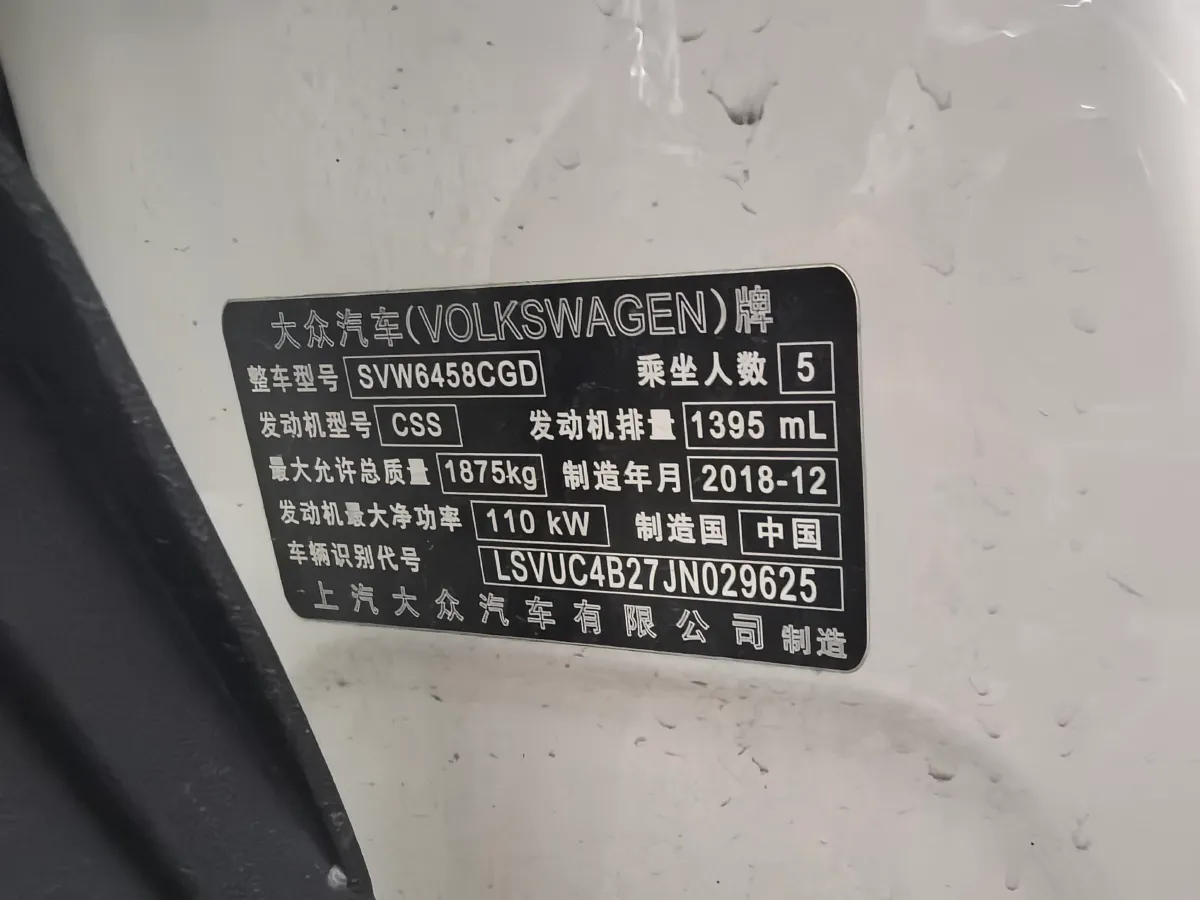 大众汽车(VOLKSWAGEN)牌
整车型号 SVW6458CGD 乘坐人数 5
发动机型号 CSS 发动机排量 1395 mL
最大允许总质量 1875kg 制造年月 2018-12
发动机最大净功率 110 kW 制造国 中国
车辆识别代号 LSVUC4B27JN029625
上汽大众汽车有限公司 制造